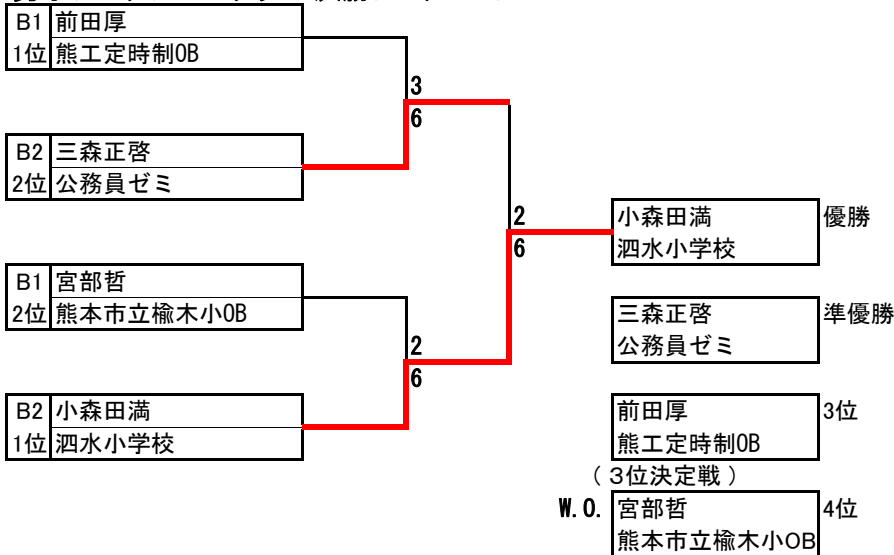 B1 前田厚
1位 熊工定時制OB
3
6
B2 三森正啓
2位 公務員ゼミ
2
6
小森田満 優勝
泗水小学校
B1 宮部哲
2位 熊本市立楡木小OB
三森正啓 準優勝
公務員ゼミ
2
6
B2 小森田満
1位 泗水小学校
前田厚 3位
熊工定時制OB
(3位決定戦)
W.O. 宮部哲 4位
熊本市立楡木小OB